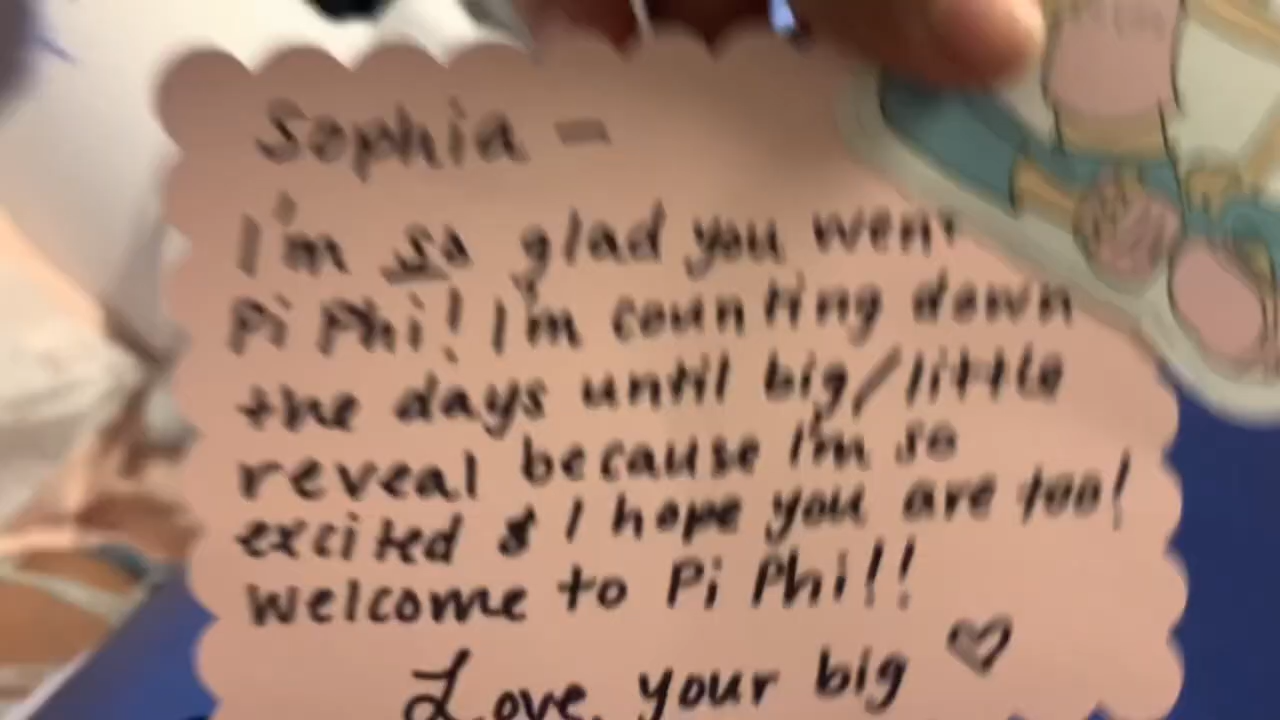 Sophia -
I'm so glad you went
Pi Phi! I'm counting down
the days until big/little
reveal because I'm so
excited & I hope you are too!
welcome to Pi Phi!!
Love, your big ♡